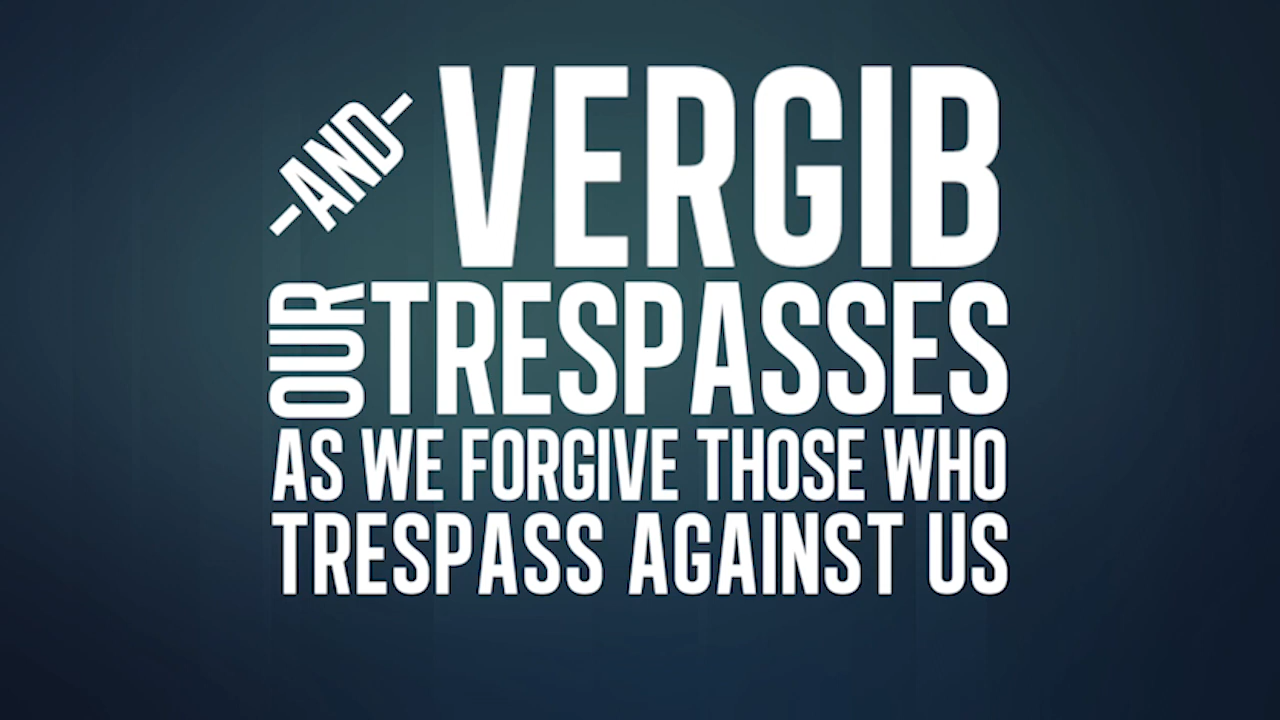 -AND- VERGIB
OUR TRESPASSES
AS WE FORGIVE THOSE WHO
TRESPASS AGAINST US